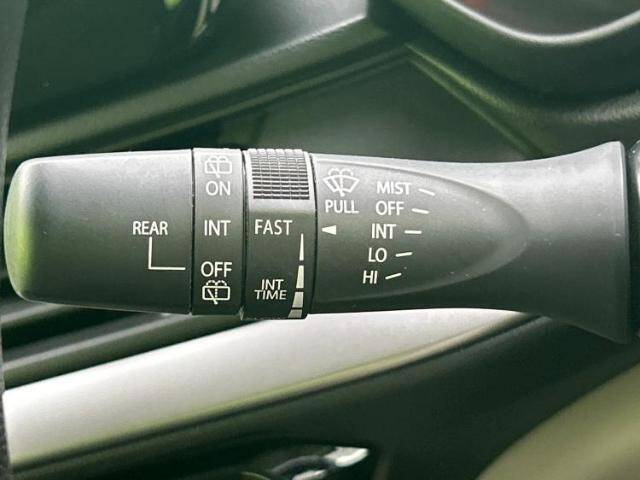 REAR
ON
INT
OFF
FAST
INT
TIME
PULL
MIST
OFF
INT
LO
HI